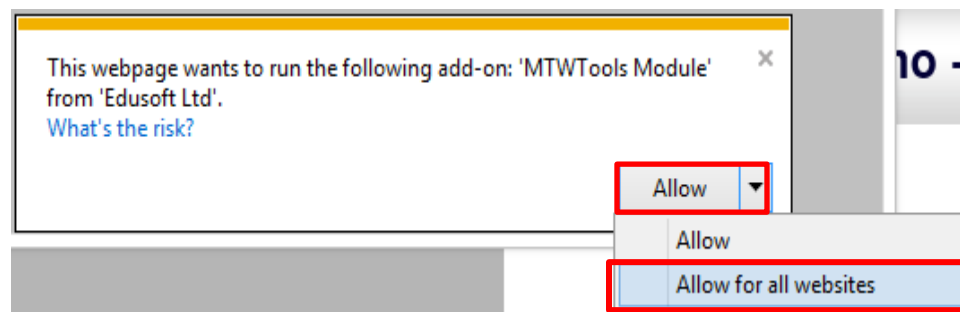 This webpage wants to run the following add-on: 'MTWTools Module'
from 'Edusoft Ltd'.
What's the risk?
Allow
Allow
Allow for all websites